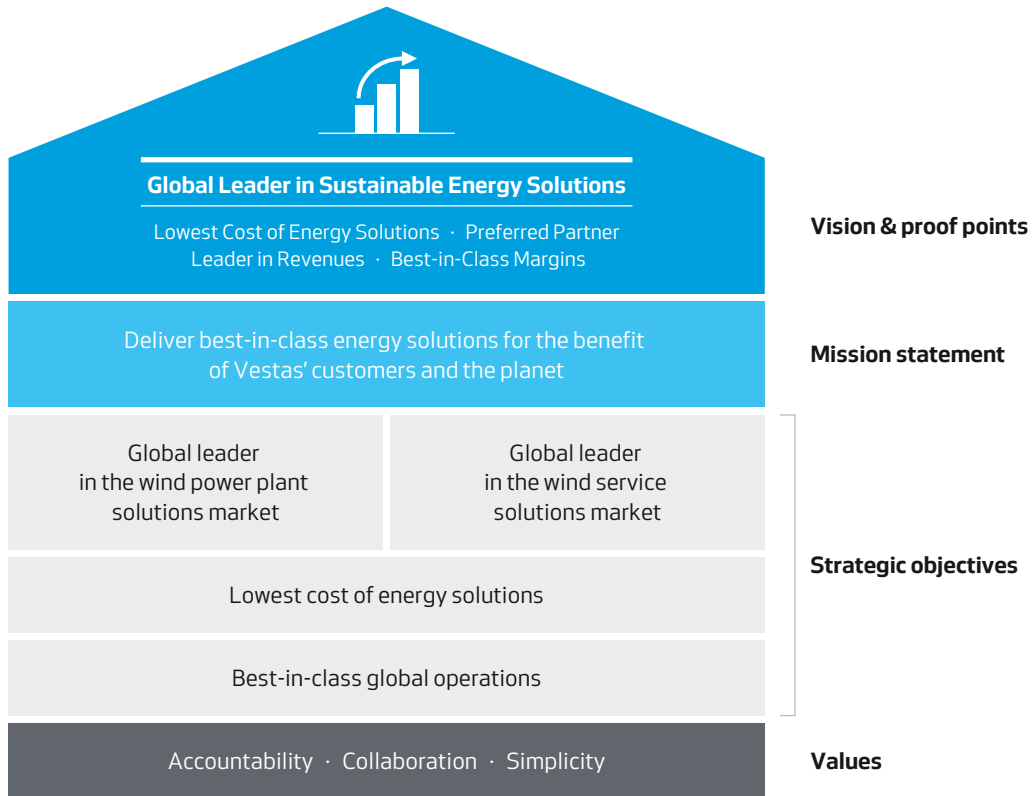 Global Leader in Sustainable Energy Solutions
Lowest Cost of Energy Solutions · Preferred Partner
Leader in Revenues · Best-in-Class Margins
Vision & proof points
Deliver best-in-class energy solutions for the benefit
of Vestas’ customers and the planet
Mission statement
Global leader
in the wind power plant
solutions market
Global leader
in the wind service
solutions market
Lowest cost of energy solutions
Best-in-class global operations
Strategic objectives
Accountability · Collaboration · Simplicity
Values